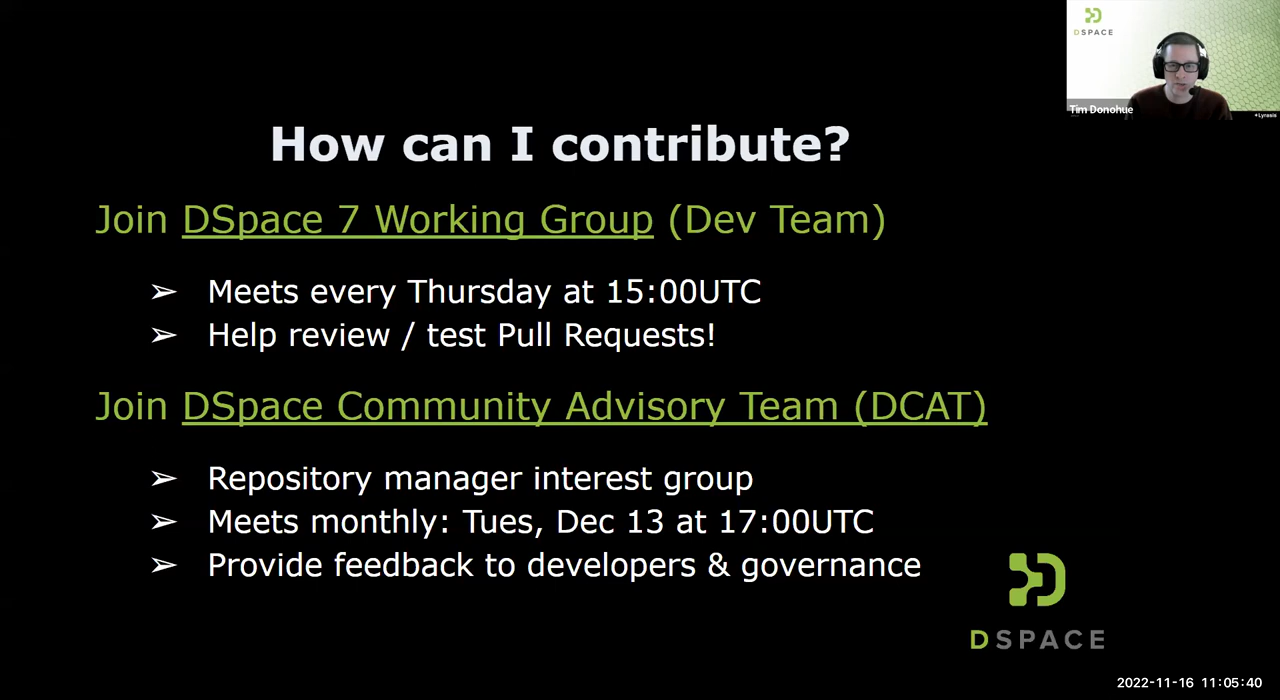 DSPACE
Tim Donohue
Lyrasis
How can I contribute?
Join DSpace 7 Working Group (Dev Team)
➢ Meets every Thursday at 15:00UTC
➢ Help review / test Pull Requests!
Join DSpace Community Advisory Team (DCAT)
➢ Repository manager interest group
➢ Meets monthly: Tues, Dec 13 at 17:00UTC
➢ Provide feedback to developers & governance
DSPACE
2022-11-16 11:05:40